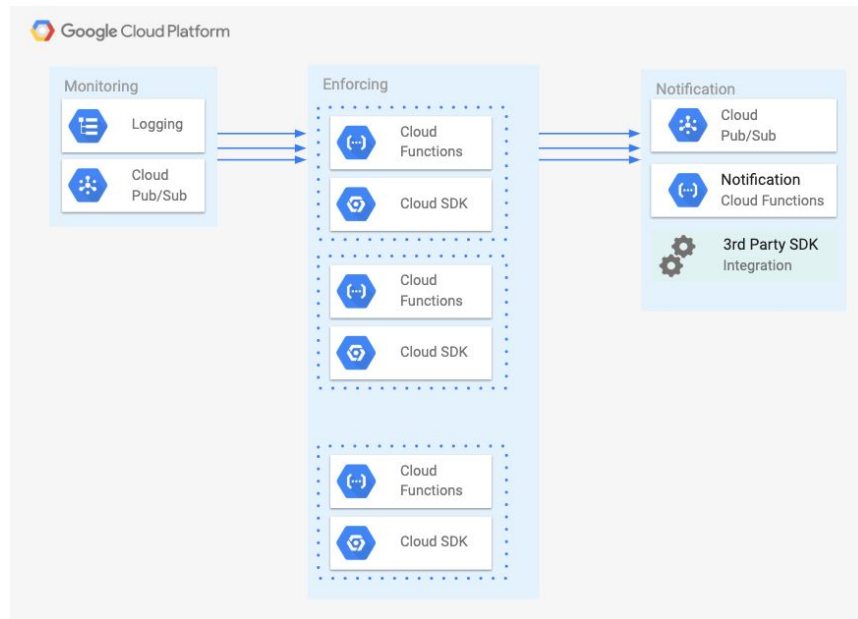 Google Cloud Platform
Monitoring
Logging
Cloud
Pub/Sub
Enforcing
Cloud
Functions
Cloud SDK
Cloud
Functions
Cloud SDK
Cloud
Functions
Cloud SDK
Notification
Cloud
Pub/Sub
Notification
Cloud Functions
3rd Party SDK
Integration